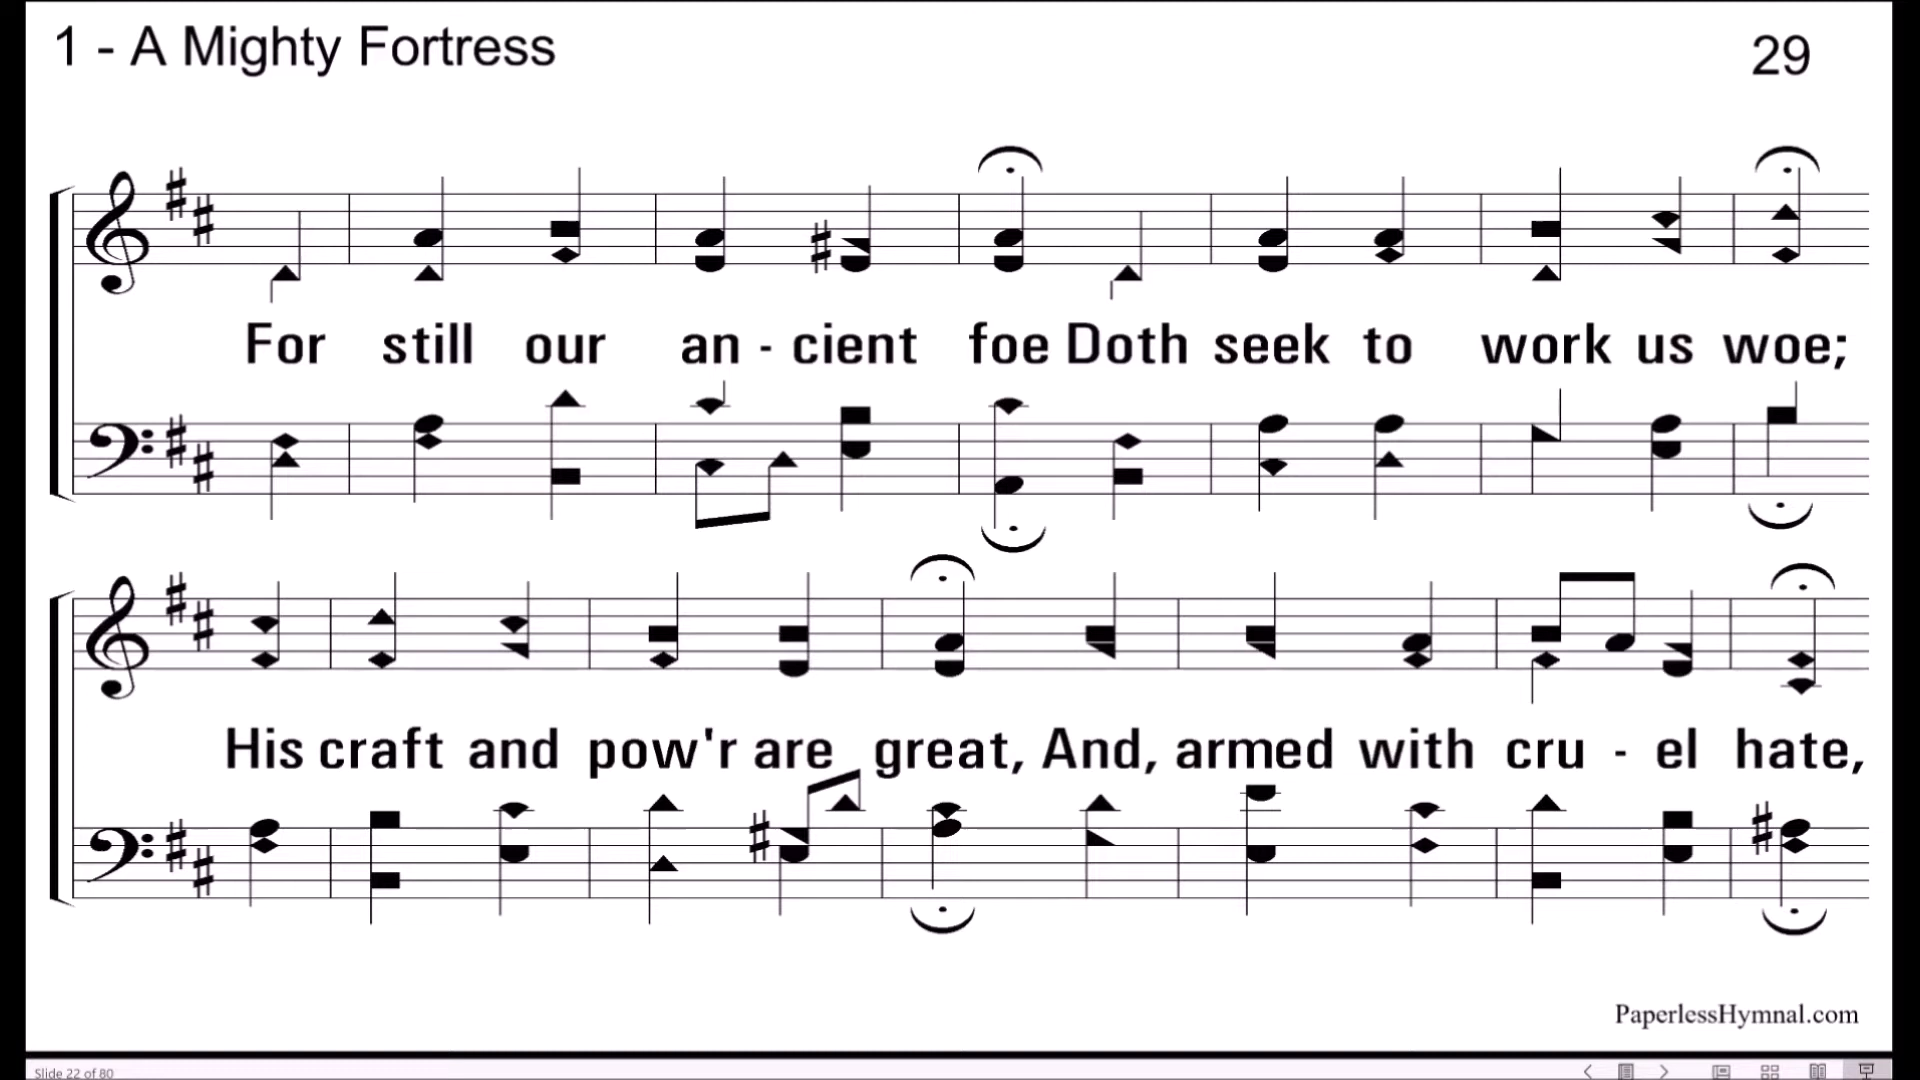 1 - A Mighty Fortress 29
For still our an - cient foe Doth seek to work us woe;
His craft and pow'r are great, And, armed with cru - el hate,
PaperlessHymnal.com
Slide 22 of 80